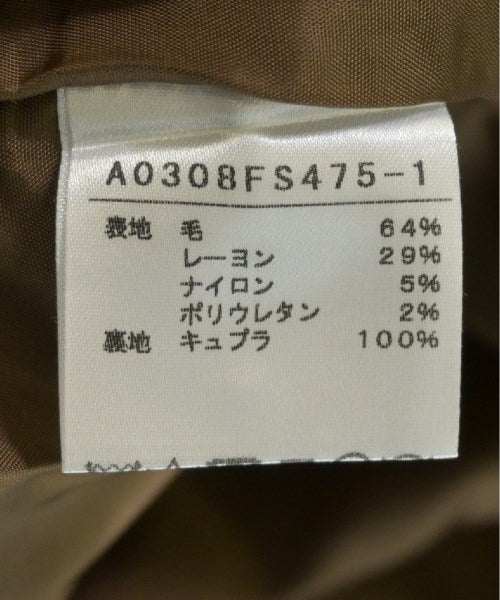 A0308FS475-1
表地 毛 64%
レーヨン 29%
ナイロン 5%
ポリウレタン 2%
裏地 キュプラ 100%